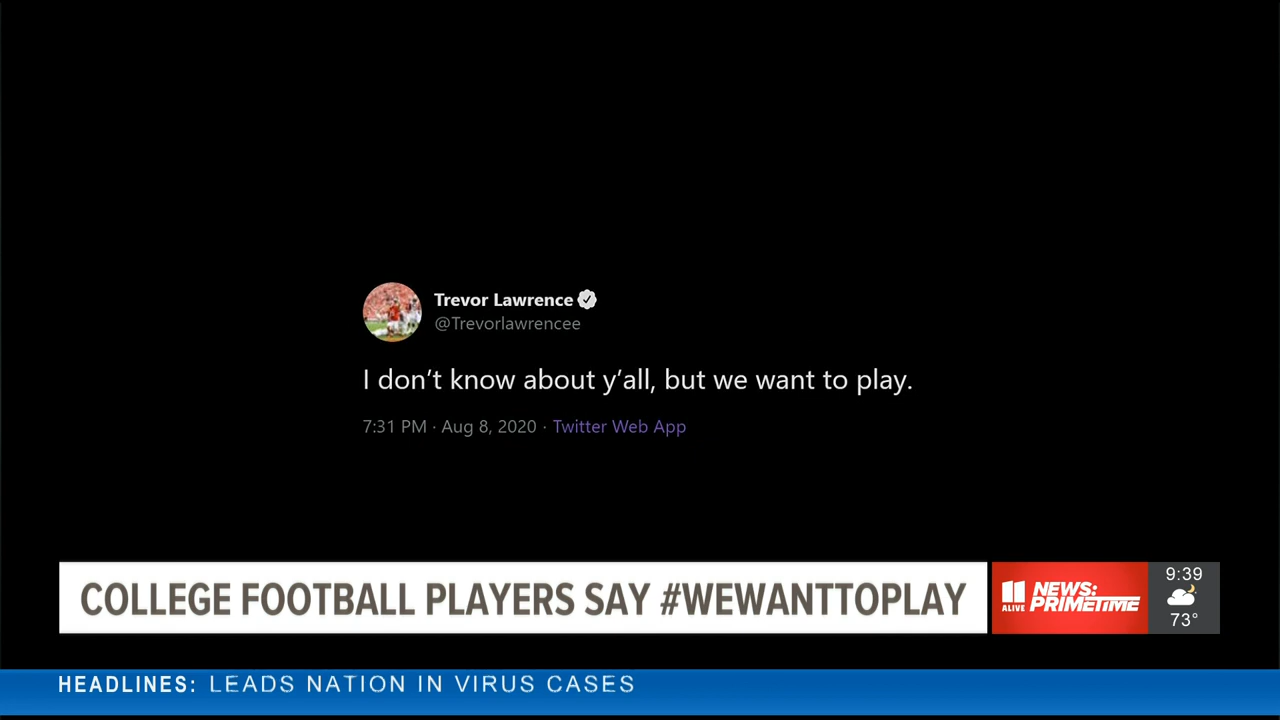 Trevor Lawrence
@Trevorlawrencee
I don't know about y'all, but we want to play.
7:31 PM · Aug 8, 2020 · Twitter Web App
COLLEGE FOOTBALL PLAYERS SAY #WEWANTTOPLAY
11 ALIVE NEWS: PRIMETIME
9:39
73°
HEADLINES: LEADS NATION IN VIRUS CASES